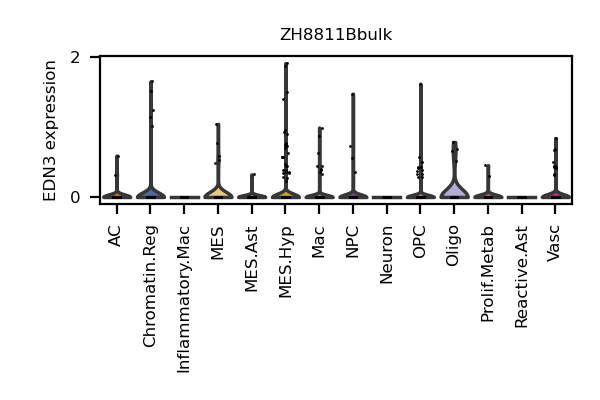 ZH8811Bbulk
EDN3 expression
2
0
AC
Chromatin.Reg
Inflammatory.Mac
MES
MES.Ast
MES.Hyp
Mac
NPC
Neuron
OPC
Oligo
Prolif.Metab
Reactive.Ast
Vasc